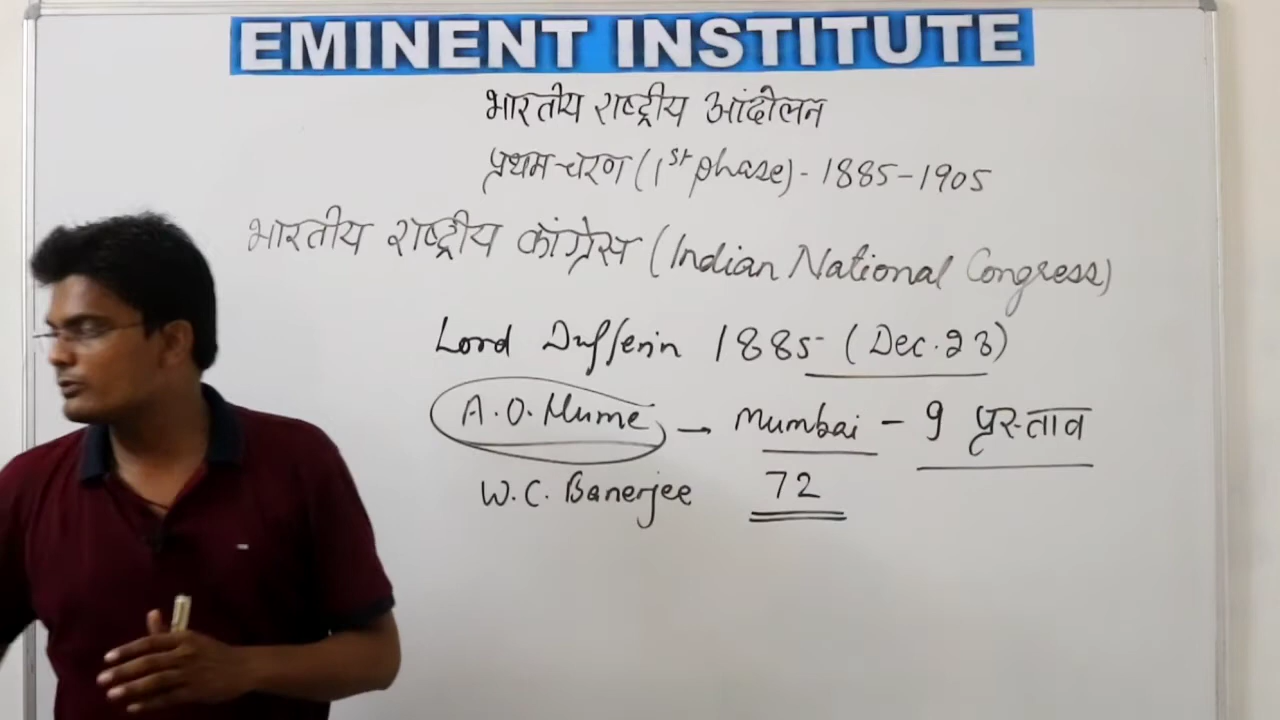 EMINENT INSTITUTE
भारतीय राष्ट्रीय आंदोलन
प्रथम चरण (1st phase) - 1885-1905
भारतीय राष्ट्रीय कांग्रेस (Indian National Congress)
Lord Dufferin 1885 (Dec. 28)
A.O. Hume → Mumbai - 9 प्रस्ताव
W.C. Banerjee 72